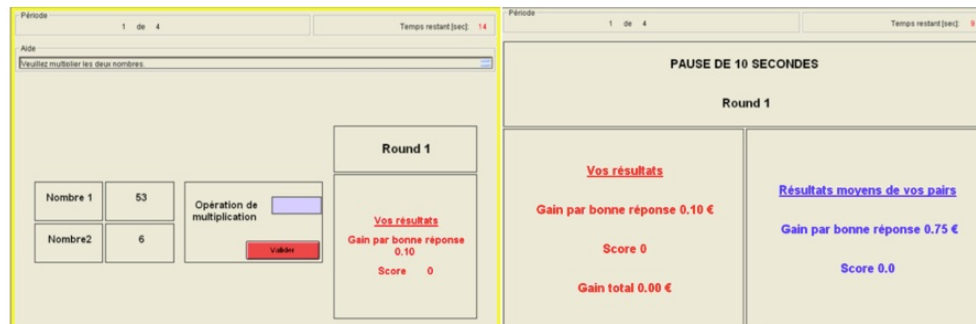 Période
1 de 4
Temps restant [sec]: 14
Aide
Veuillez multiplier les deux nombres.
Round 1
Nombre 1
53
Nombre2
6
Opération de
multiplication
Valider
Vos résultats
Gain par bonne réponse
0.10
Score 0
Période
1 de 4
Temps restant [sec]: 9
PAUSE DE 10 SECONDES
Round 1
Vos résultats
Gain par bonne réponse 0.10 €
Score 0
Gain total 0.00 €
Résultats moyens de vos pairs
Gain par bonne réponse 0.75 €
Score 0.0